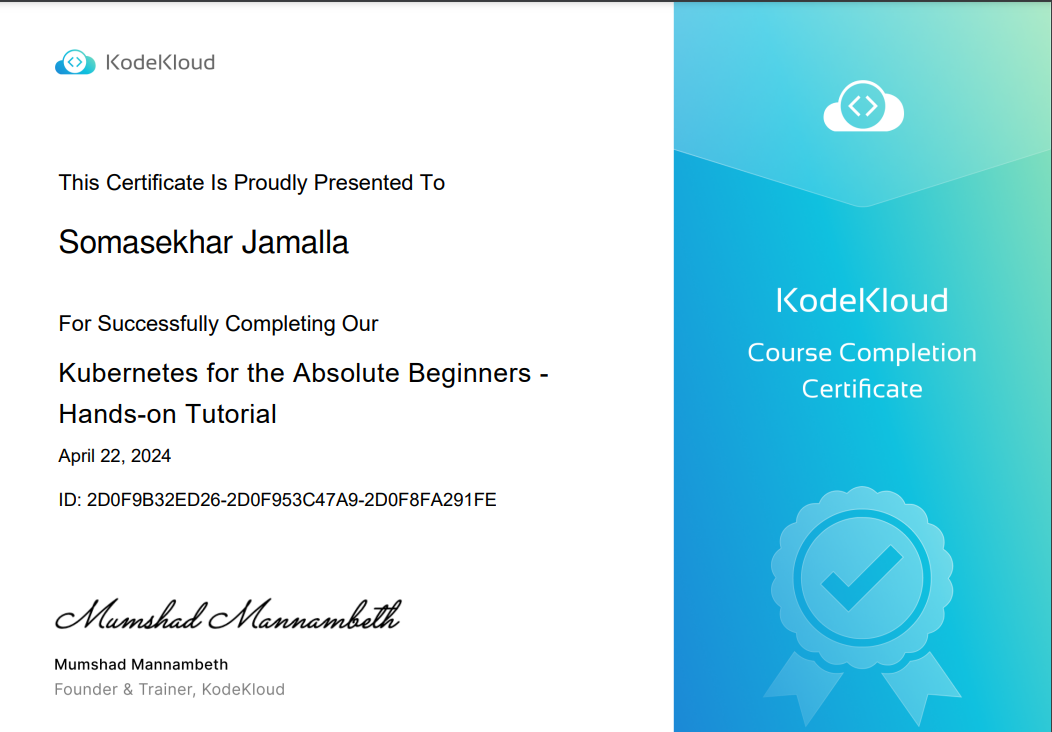 KodeKloud
This Certificate Is Proudly Presented To
Somasekhar Jamalla
For Successfully Completing Our
Kubernetes for the Absolute Beginners -
Hands-on Tutorial
April 22, 2024
ID: 2D0F9B32ED26-2D0F953C47A9-2D0F8FA291FE
Mumshad Mannambeth
Mumshad Mannambeth
Founder & Trainer, KodeKloud
KodeKloud
Course Completion
Certificate